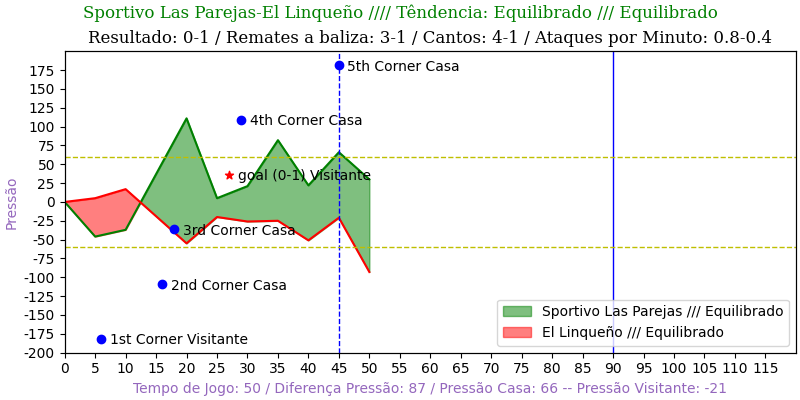 Sportivo Las Parejas-El Linqueño //// Têndencia: Equilibrado /// Equilibrado
Resultado: 0-1 / Remates a baliza: 3-1 / Cantos: 4-1 / Ataques por Minuto: 0.8-0.4
175
150
125
100
75
50
25
0
-25
-50
-75
-100
-125
-150
-175
-200
Pressão
5th Corner Casa
4th Corner Casa
goal (0-1) Visitante
3rd Corner Casa
2nd Corner Casa
1st Corner Visitante
Sportivo Las Parejas /// Equilibrado
El Linqueño /// Equilibrado
0 5 10 15 20 25 30 35 40 45 50 55 60 65 70 75 80 85 90 95 100 105 110 115
Tempo de Jogo: 50 / Diferença Pressão: 87 / Pressão Casa: 66 -- Pressão Visitante: -21